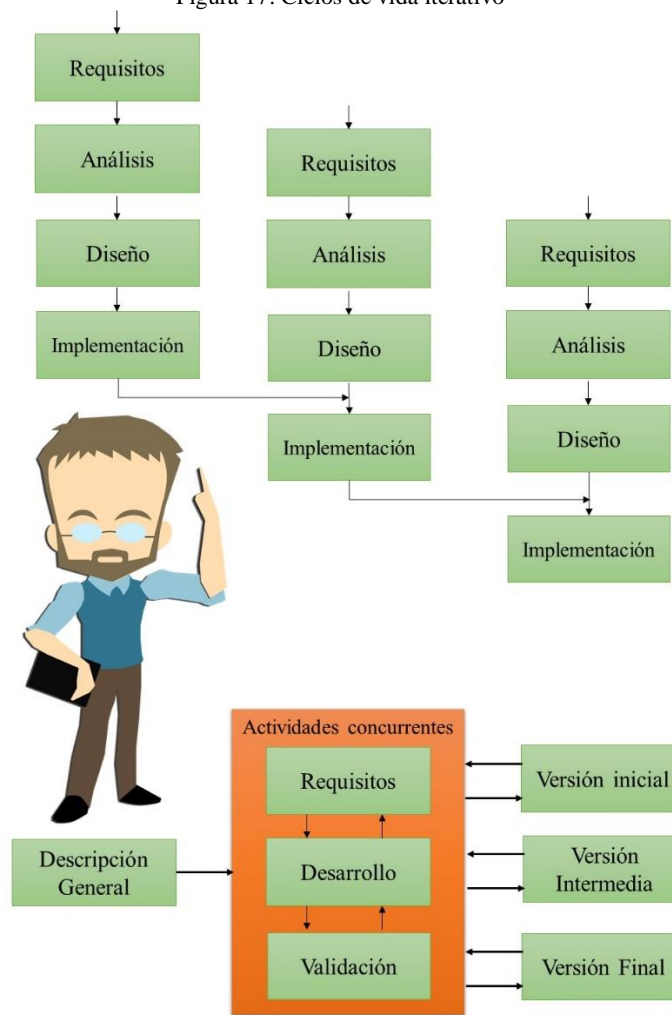 Figura 17. Ciclos de vida iterativo
Requisitos
Análisis
Diseño
Implementación
Requisitos
Análisis
Diseño
Implementación
Requisitos
Análisis
Diseño
Implementación
Actividades concurrentes
Requisitos
Desarrollo
Validación
Descripción
General
Versión inicial
Versión
Intermedia
Versión Final